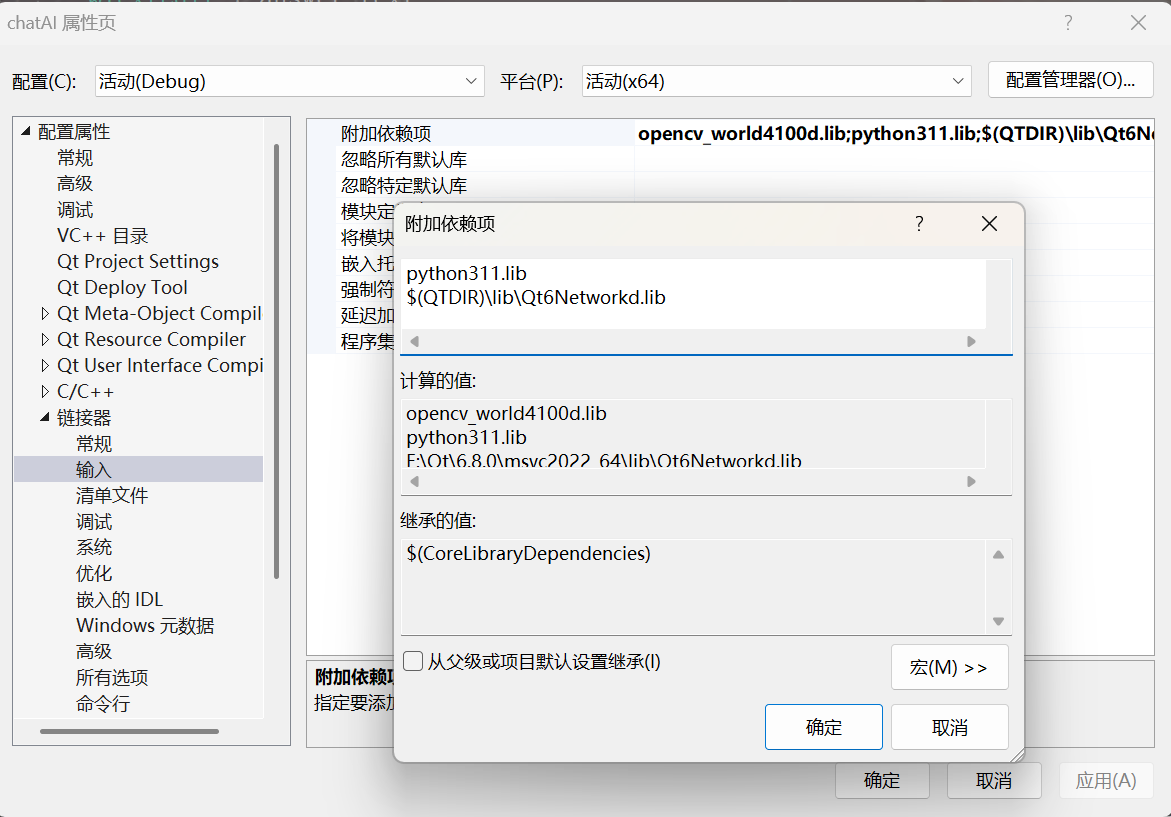 chatAI 属性页
配置(C): 活动(Debug) 平台(P): 活动(x64) 配置管理器(O)...
配置属性
常规
高级
调试
VC++ 目录
Qt Project Settings
Qt Deploy Tool
Qt Meta-Object Compil
Qt Resource Compiler
Qt User Interface Compi
C/C++
链接器
常规
输入
清单文件
调试
系统
优化
嵌入的 IDL
Windows 元数据
高级
所有选项
命令行
附加依赖项 opencv_world4100d.lib;python311.lib;$(QTDIR)\lib\Qt6N
忽略所有默认库
忽略特定默认库
模块定
将模块
嵌入托
强制符
延迟加
程序集
附加依赖项
指定要添加
附加依赖项
python311.lib
$(QTDIR)\lib\Qt6Networkd.lib
计算的值:
opencv_world4100d.lib
python311.lib
F:\Qt\6.8.0\msvc2022_64\lib\Qt6Networkd.lib
继承的值:
$(CoreLibraryDependencies)
从父级或项目默认设置继承(I)
宏(M) >>
确定 取消
确定 取消 应用(A)